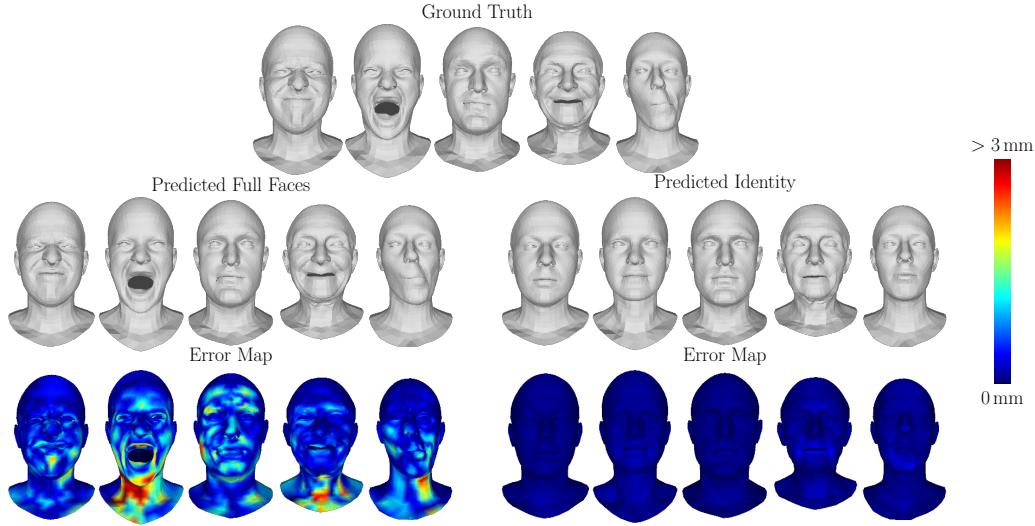 Ground Truth
Predicted Full Faces
Predicted Identity
Error Map
Error Map
> 3 mm
0 mm